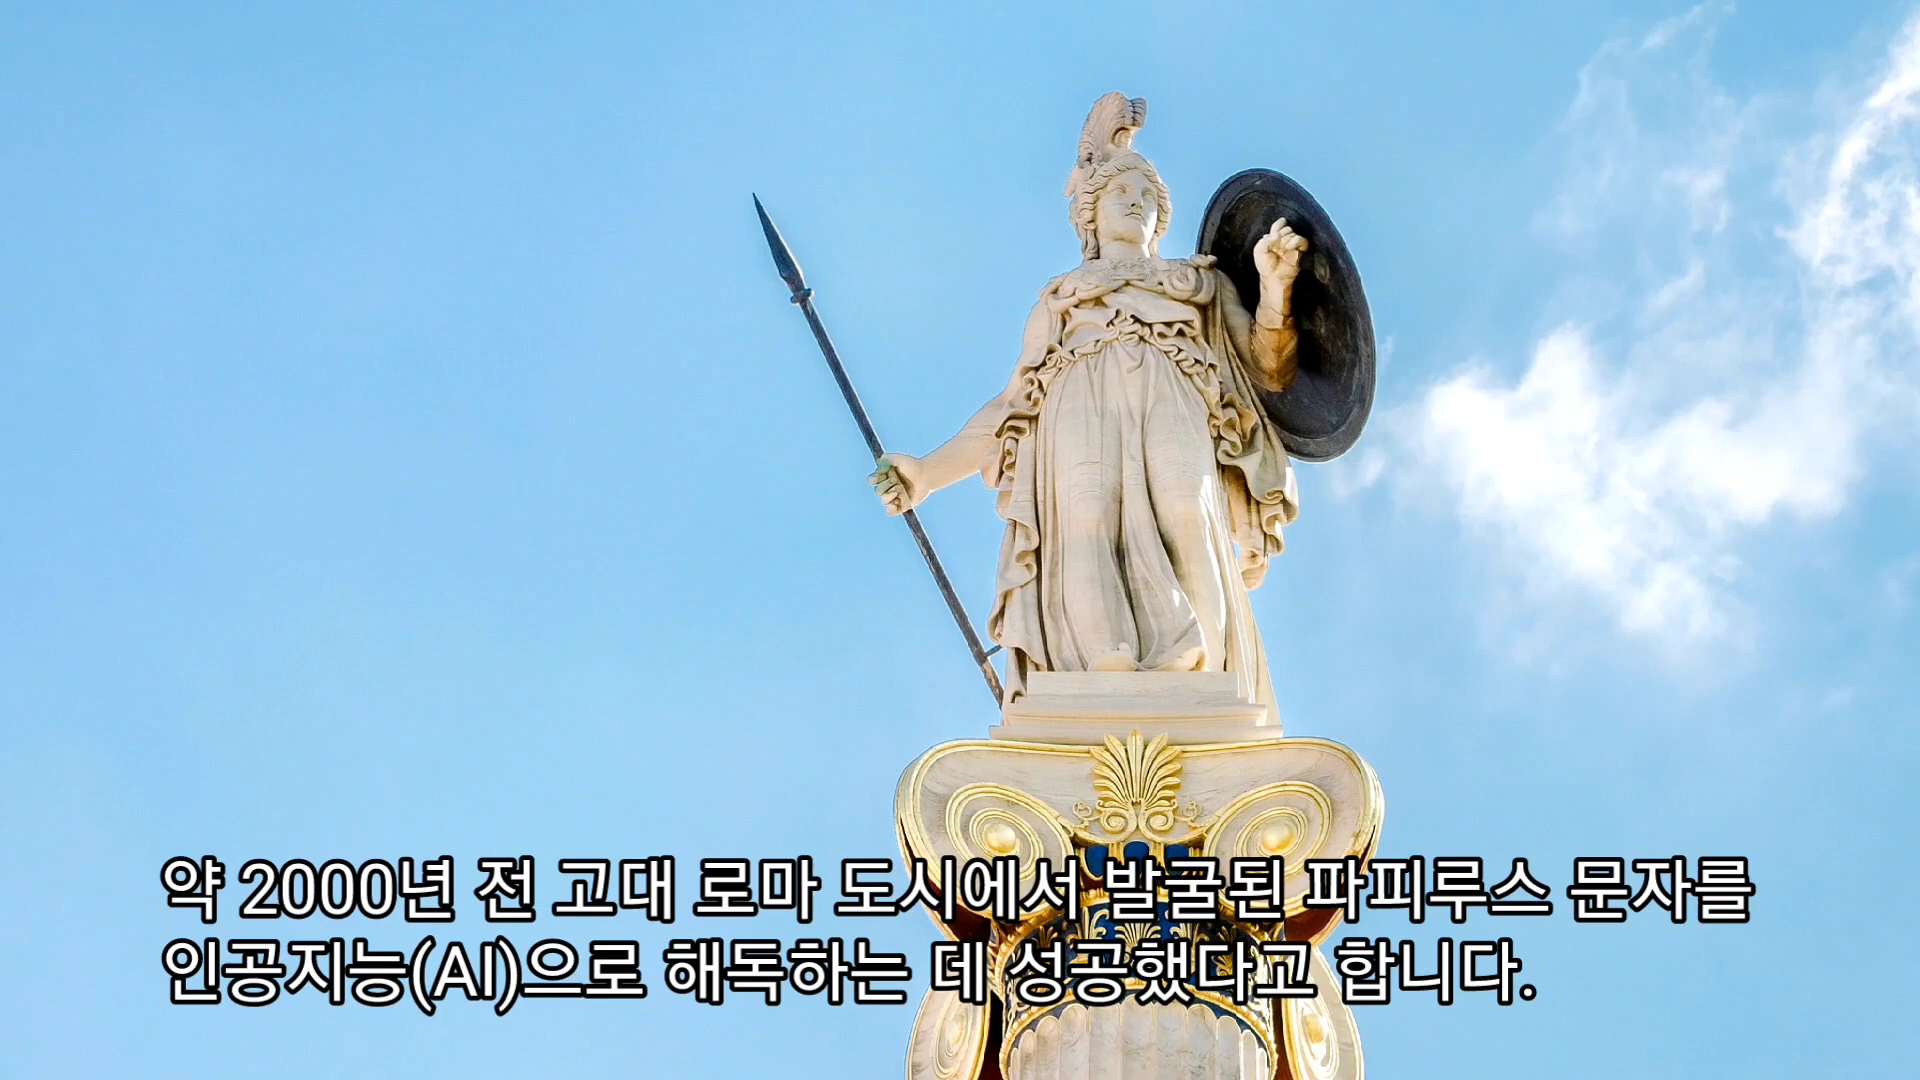 약 2000년 전 고대 로마 도시에서 발굴된 파피루스 문자를
인공지능(AI)으로 해독하는 데 성공했다고 합니다.